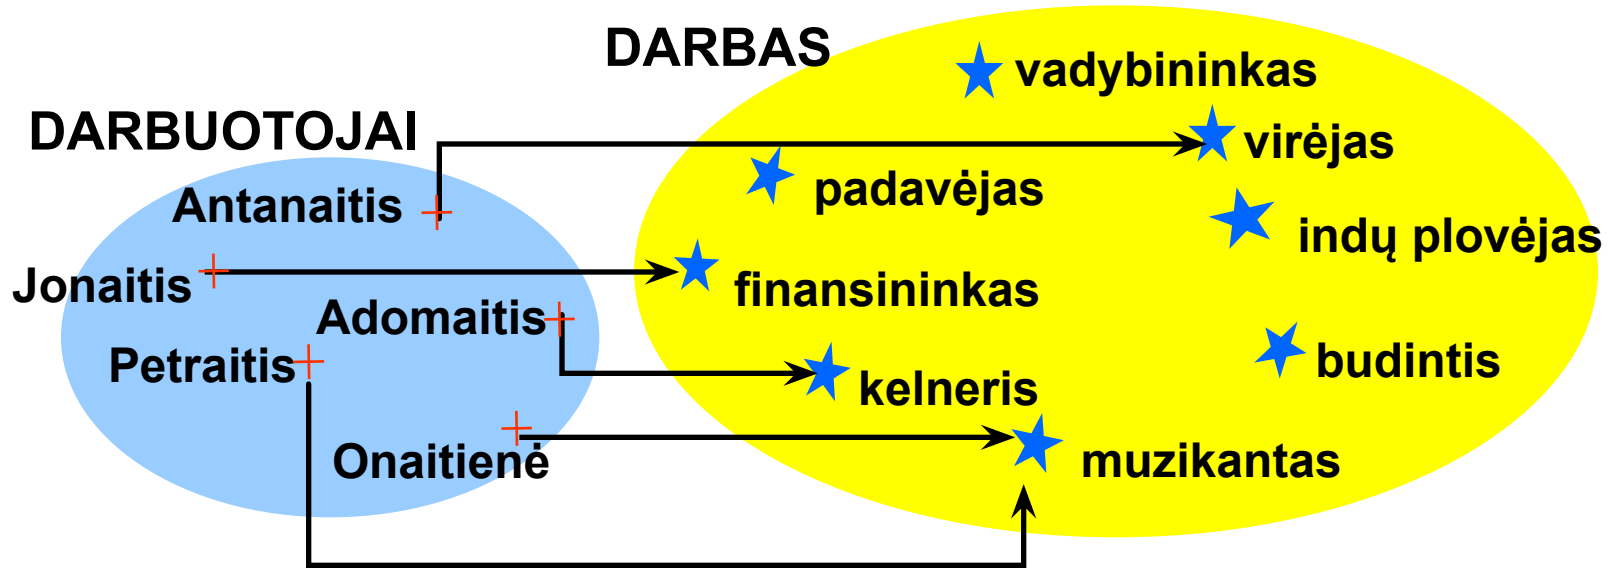 DARBAS
vadybininkas
DARBUOTOJAI
virėjas
padavėjas
Antanaitis
indų plovėjas
Jonaitis
finansininkas
Adomaitis
Petraitis
budintis
kelneris
Onaitienė
muzikantas